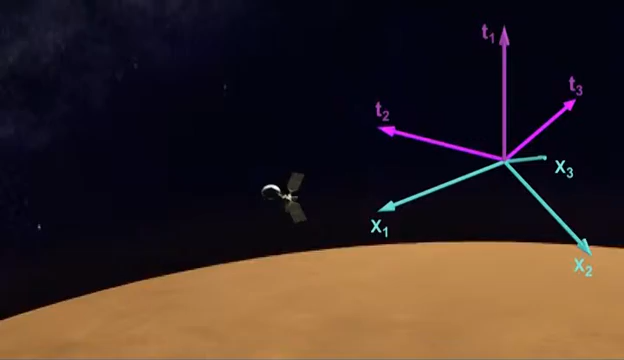 t₁
t₃
t₂
x₃
x₁
x₂